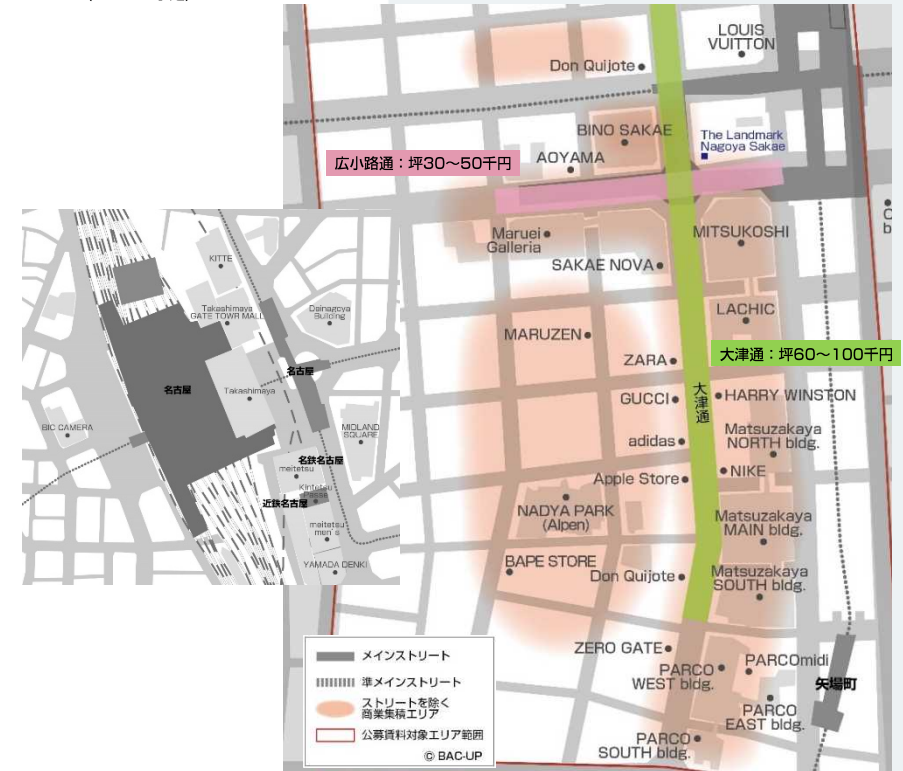 LOUIS
VUITTON
Don Quijote
BINO SAKAE
The Landmark
Nagoya Sakae
AOYAMA
広小路通：坪30～50千円
Maruei
Galleria
MITSUKOSHI
SAKAE NOVA
LACHIC
MARUZEN
大津通：坪60～100千円
ZARA
大津通
GUCCI
HARRY WINSTON
adidas
Matsuzakaya
NORTH bldg.
Apple Store
NIKE
NADYA PARK
(Alpen)
Matsuzakaya
MAIN bldg.
BAPE STORE
Don Quijote
Matsuzakaya
SOUTH bldg.
ZERO GATE
PARCO
WEST bldg.
PARCOmidi
矢場町
PARCO
EAST bldg.
PARCO
SOUTH bldg.
KITTE
Takashimaya
GATE TOWN MALL
Dainagoya
Building
名古屋
名古屋
Takashimaya
BIC CAMERA
MIDLAND
SQUARE
名鉄名古屋
meitetsu
Kintetsu
Passe
近鉄名古屋
meitetsu
men's
YAMADA DENKI
メインストリート
準メインストリート
ストリートを除く
商業集積エリア
公募賃料対象エリア範囲
© BAC-UP